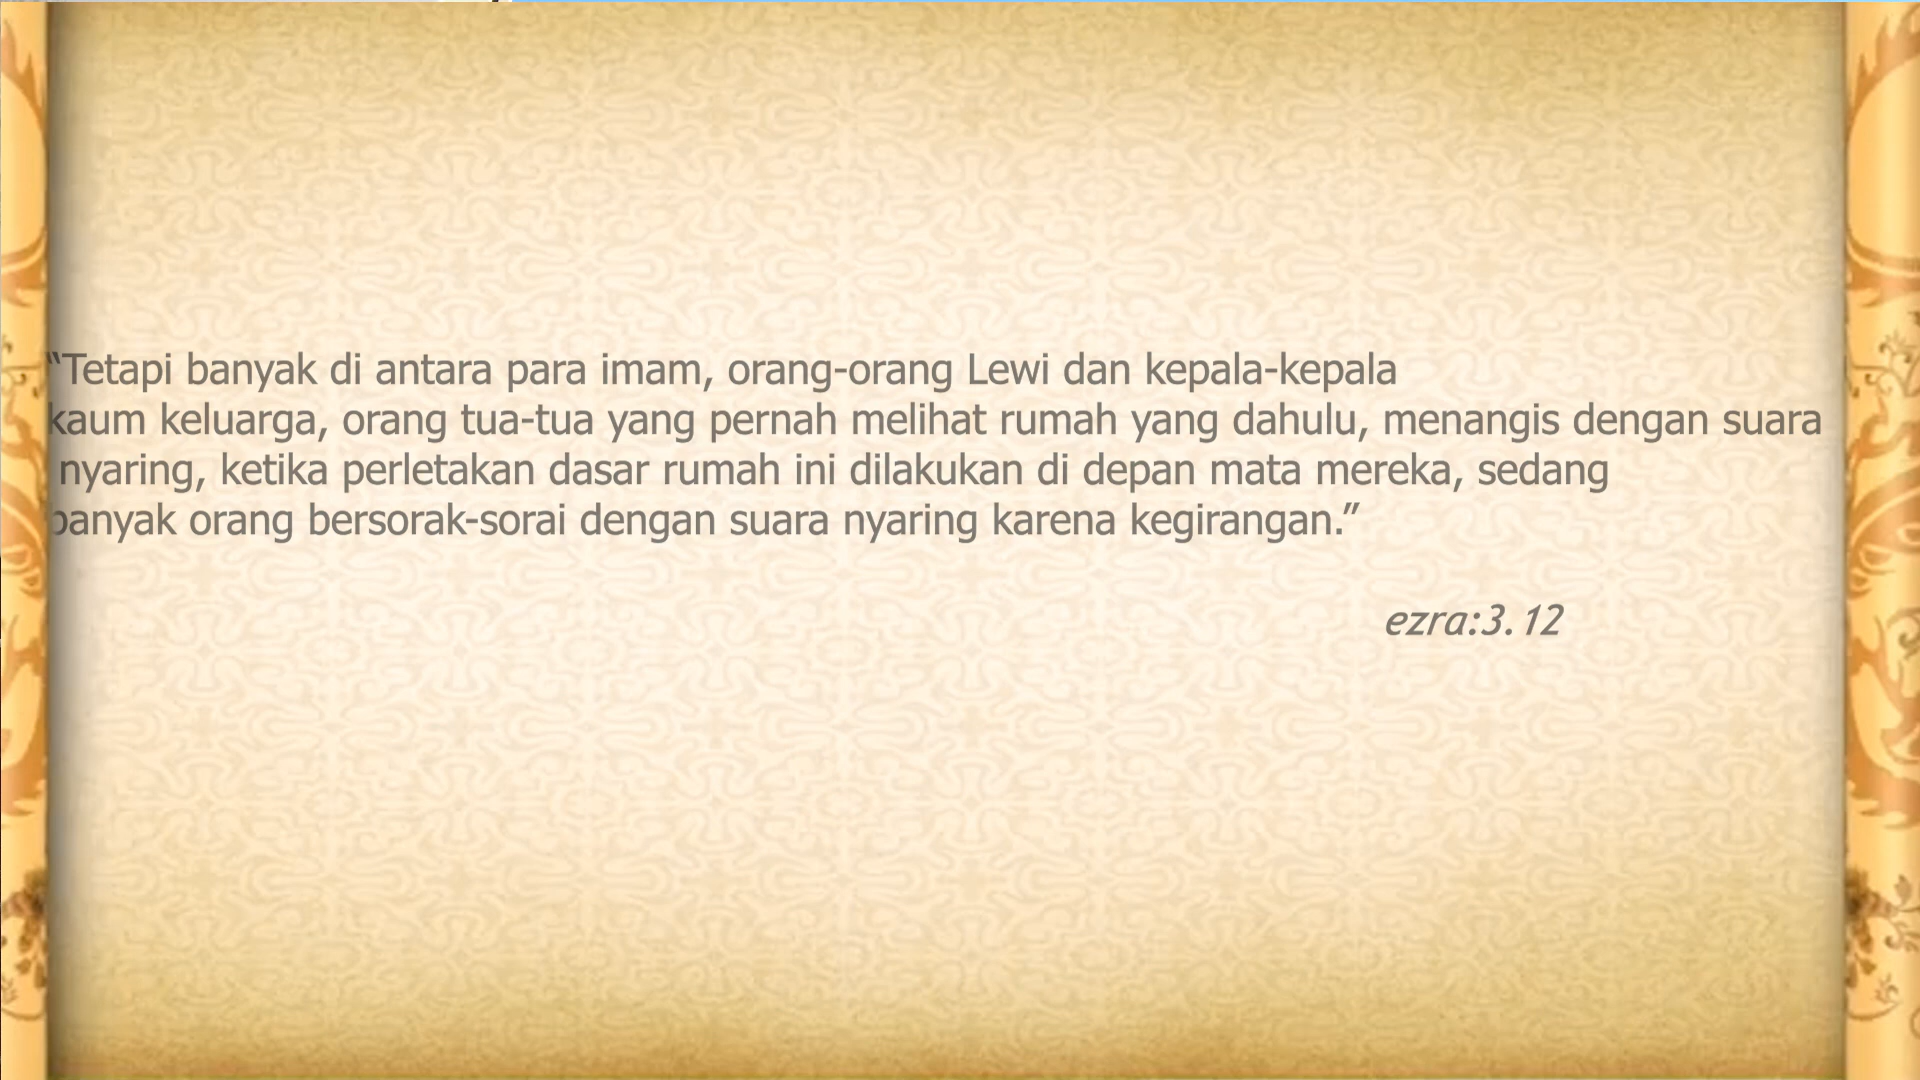 “Tetapi banyak di antara para imam, orang-orang Lewi dan kepala-kepala
kaum keluarga, orang tua-tua yang pernah melihat rumah yang dahulu, menangis dengan suara
nyaring, ketika perletakan dasar rumah ini dilakukan di depan mata mereka, sedang
banyak orang bersorak-sorai dengan suara nyaring karena kegirangan.”
ezra:3.12